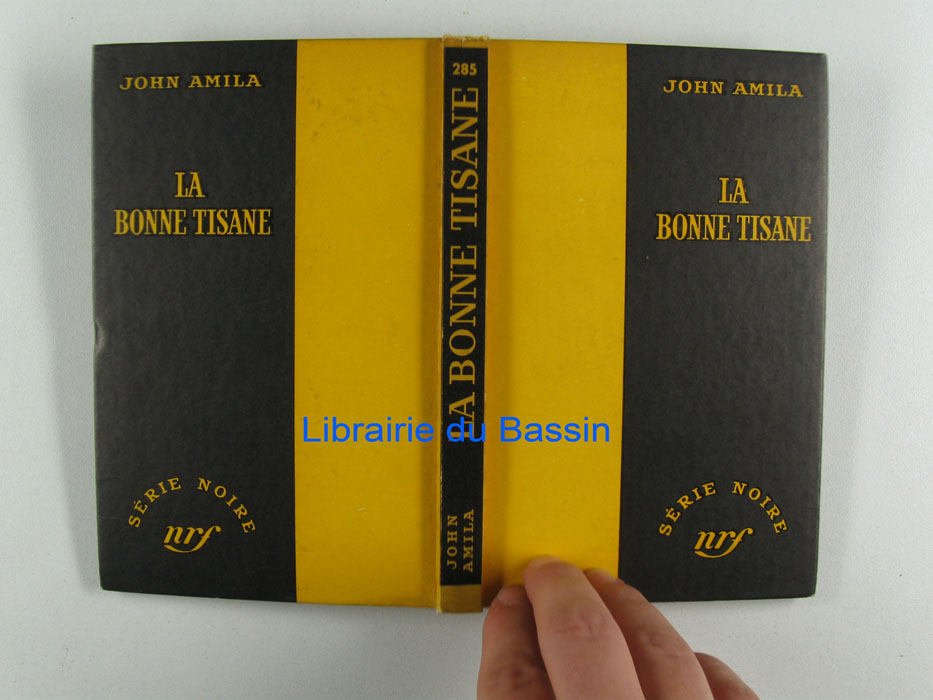 JOHN AMILA
LA
BONNE TISANE
SÉRIE NOIRE
nrf
285
LA BONNE TISANE
JOHN
AMILA
JOHN AMILA
LA
BONNE TISANE
SÉRIE NOIRE
nrf
Librairie du Bassin